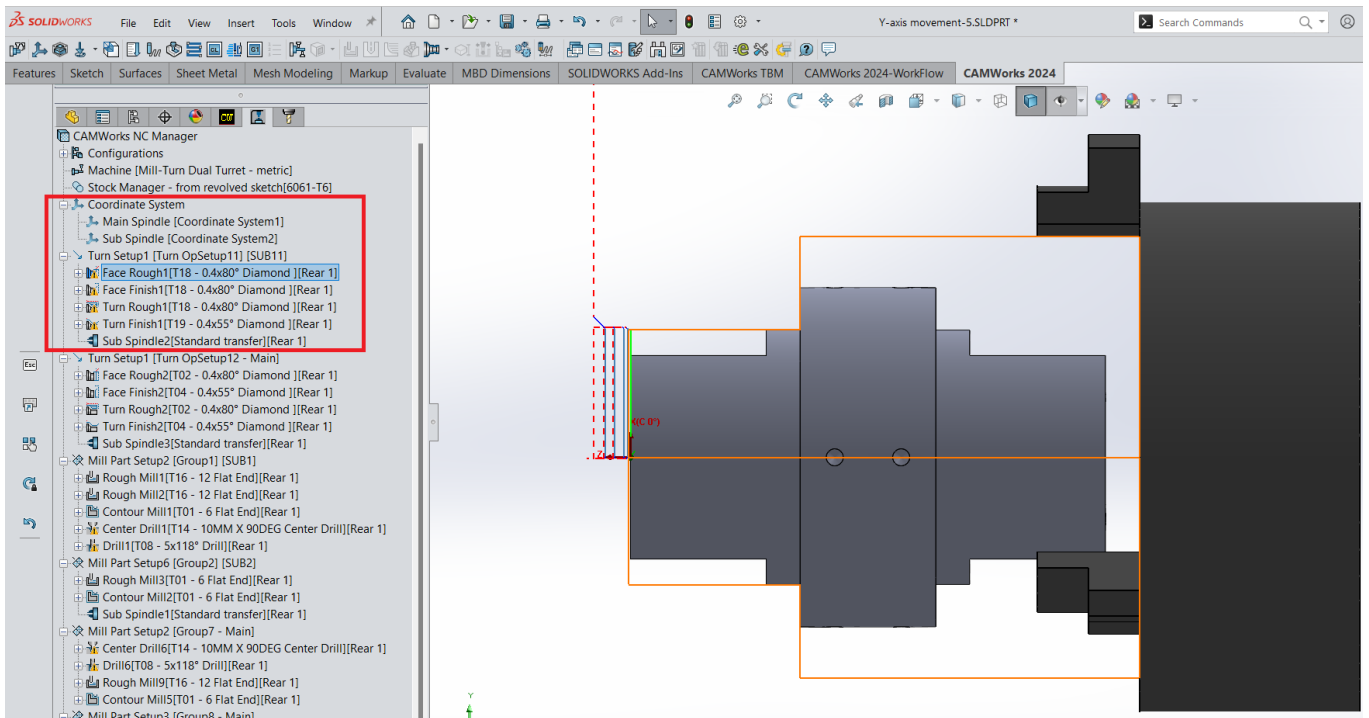 SOLIDWORKS File Edit View Insert Tools Window Y-axis movement-5.SLDPRT * Search Commands
Features Sketch Surfaces Sheet Metal Mesh Modeling Markup Evaluate MBD Dimensions SOLIDWORKS Add-Ins CAMWorks TBM CAMWorks 2024-WorkFlow CAMWorks 2024
CAMWorks NC Manager
Configurations
Machine [Mill-Turn Dual Turret - metric]
Stock Manager - from revolved sketch[6061-T6]
Coordinate System
Main Spindle [Coordinate System1]
Sub Spindle [Coordinate System2]
Turn Setup1 [Turn OpSetup11] [SUB11]
Face Rough1[T18 - 0.4x80° Diamond ][Rear 1]
Face Finish1[T18 - 0.4x80° Diamond ][Rear 1]
Turn Rough1[T18 - 0.4x80° Diamond ][Rear 1]
Turn Finish1[T19 - 0.4x55° Diamond ][Rear 1]
Sub Spindle2[Standard transfer][Rear 1]
Turn Setup1 [Turn OpSetup12 - Main]
Face Rough2[T02 - 0.4x80° Diamond ][Rear 1]
Face Finish2[T04 - 0.4x55° Diamond ][Rear 1]
Turn Rough2[T02 - 0.4x80° Diamond ][Rear 1]
Turn Finish2[T04 - 0.4x55° Diamond ][Rear 1]
Sub Spindle3[Standard transfer][Rear 1]
Mill Part Setup2 [Group1] [SUB1]
Rough Mill1[T16 - 12 Flat End][Rear 1]
Rough Mill2[T16 - 12 Flat End][Rear 1]
Contour Mill1[T01 - 6 Flat End][Rear 1]
Center Drill1[T14 - 10MM X 90DEG Center Drill][Rear 1]
Drill1[T08 - 5x118° Drill][Rear 1]
Mill Part Setup6 [Group2] [SUB2]
Rough Mill3[T01 - 6 Flat End][Rear 1]
Contour Mill2[T01 - 6 Flat End][Rear 1]
Sub Spindle1[Standard transfer][Rear 1]
Mill Part Setup2 [Group7 - Main]
Center Drill6[T14 - 10MM X 90DEG Center Drill][Rear 1]
Drill6[T08 - 5x118° Drill][Rear 1]
Rough Mill9[T16 - 12 Flat End][Rear 1]
Contour Mill5[T01 - 6 Flat End][Rear 1]
Mill Part Setup3 [Group8 - Main]
Esc
X(C 0°)
Z
Y